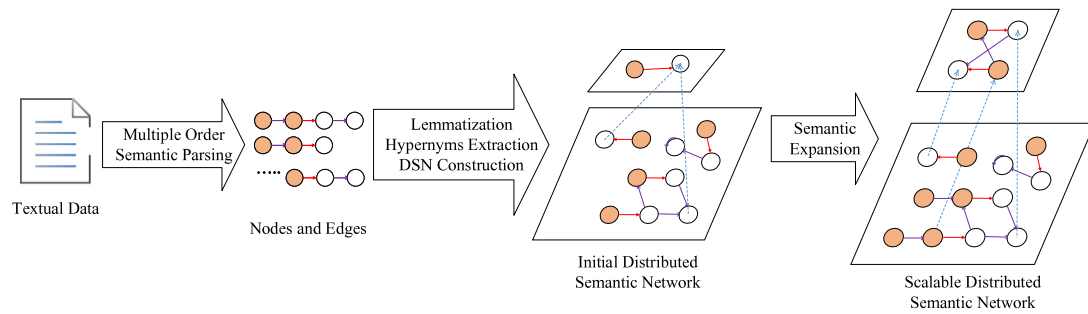 Textual Data
Multiple Order
Semantic Parsing
......
Nodes and Edges
Lemmatization
Hypernyms Extraction
DSN Construction
Initial Distributed
Semantic Network
Semantic
Expansion
Scalable Distributed
Semantic Network